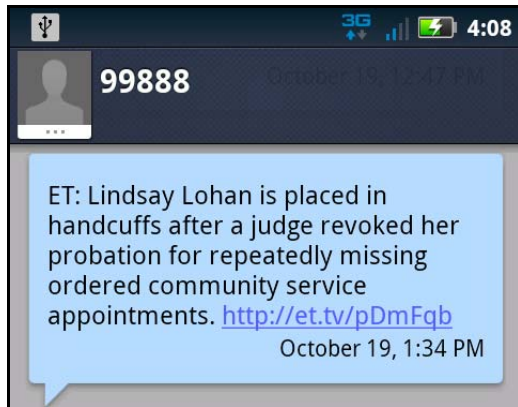 3G 4:08
99888
October 19, 12:47 PM
ET: Lindsay Lohan is placed in
handcuffs after a judge revoked her
probation for repeatedly missing
ordered community service
appointments. http://et.tv/pDmFqb
October 19, 1:34 PM